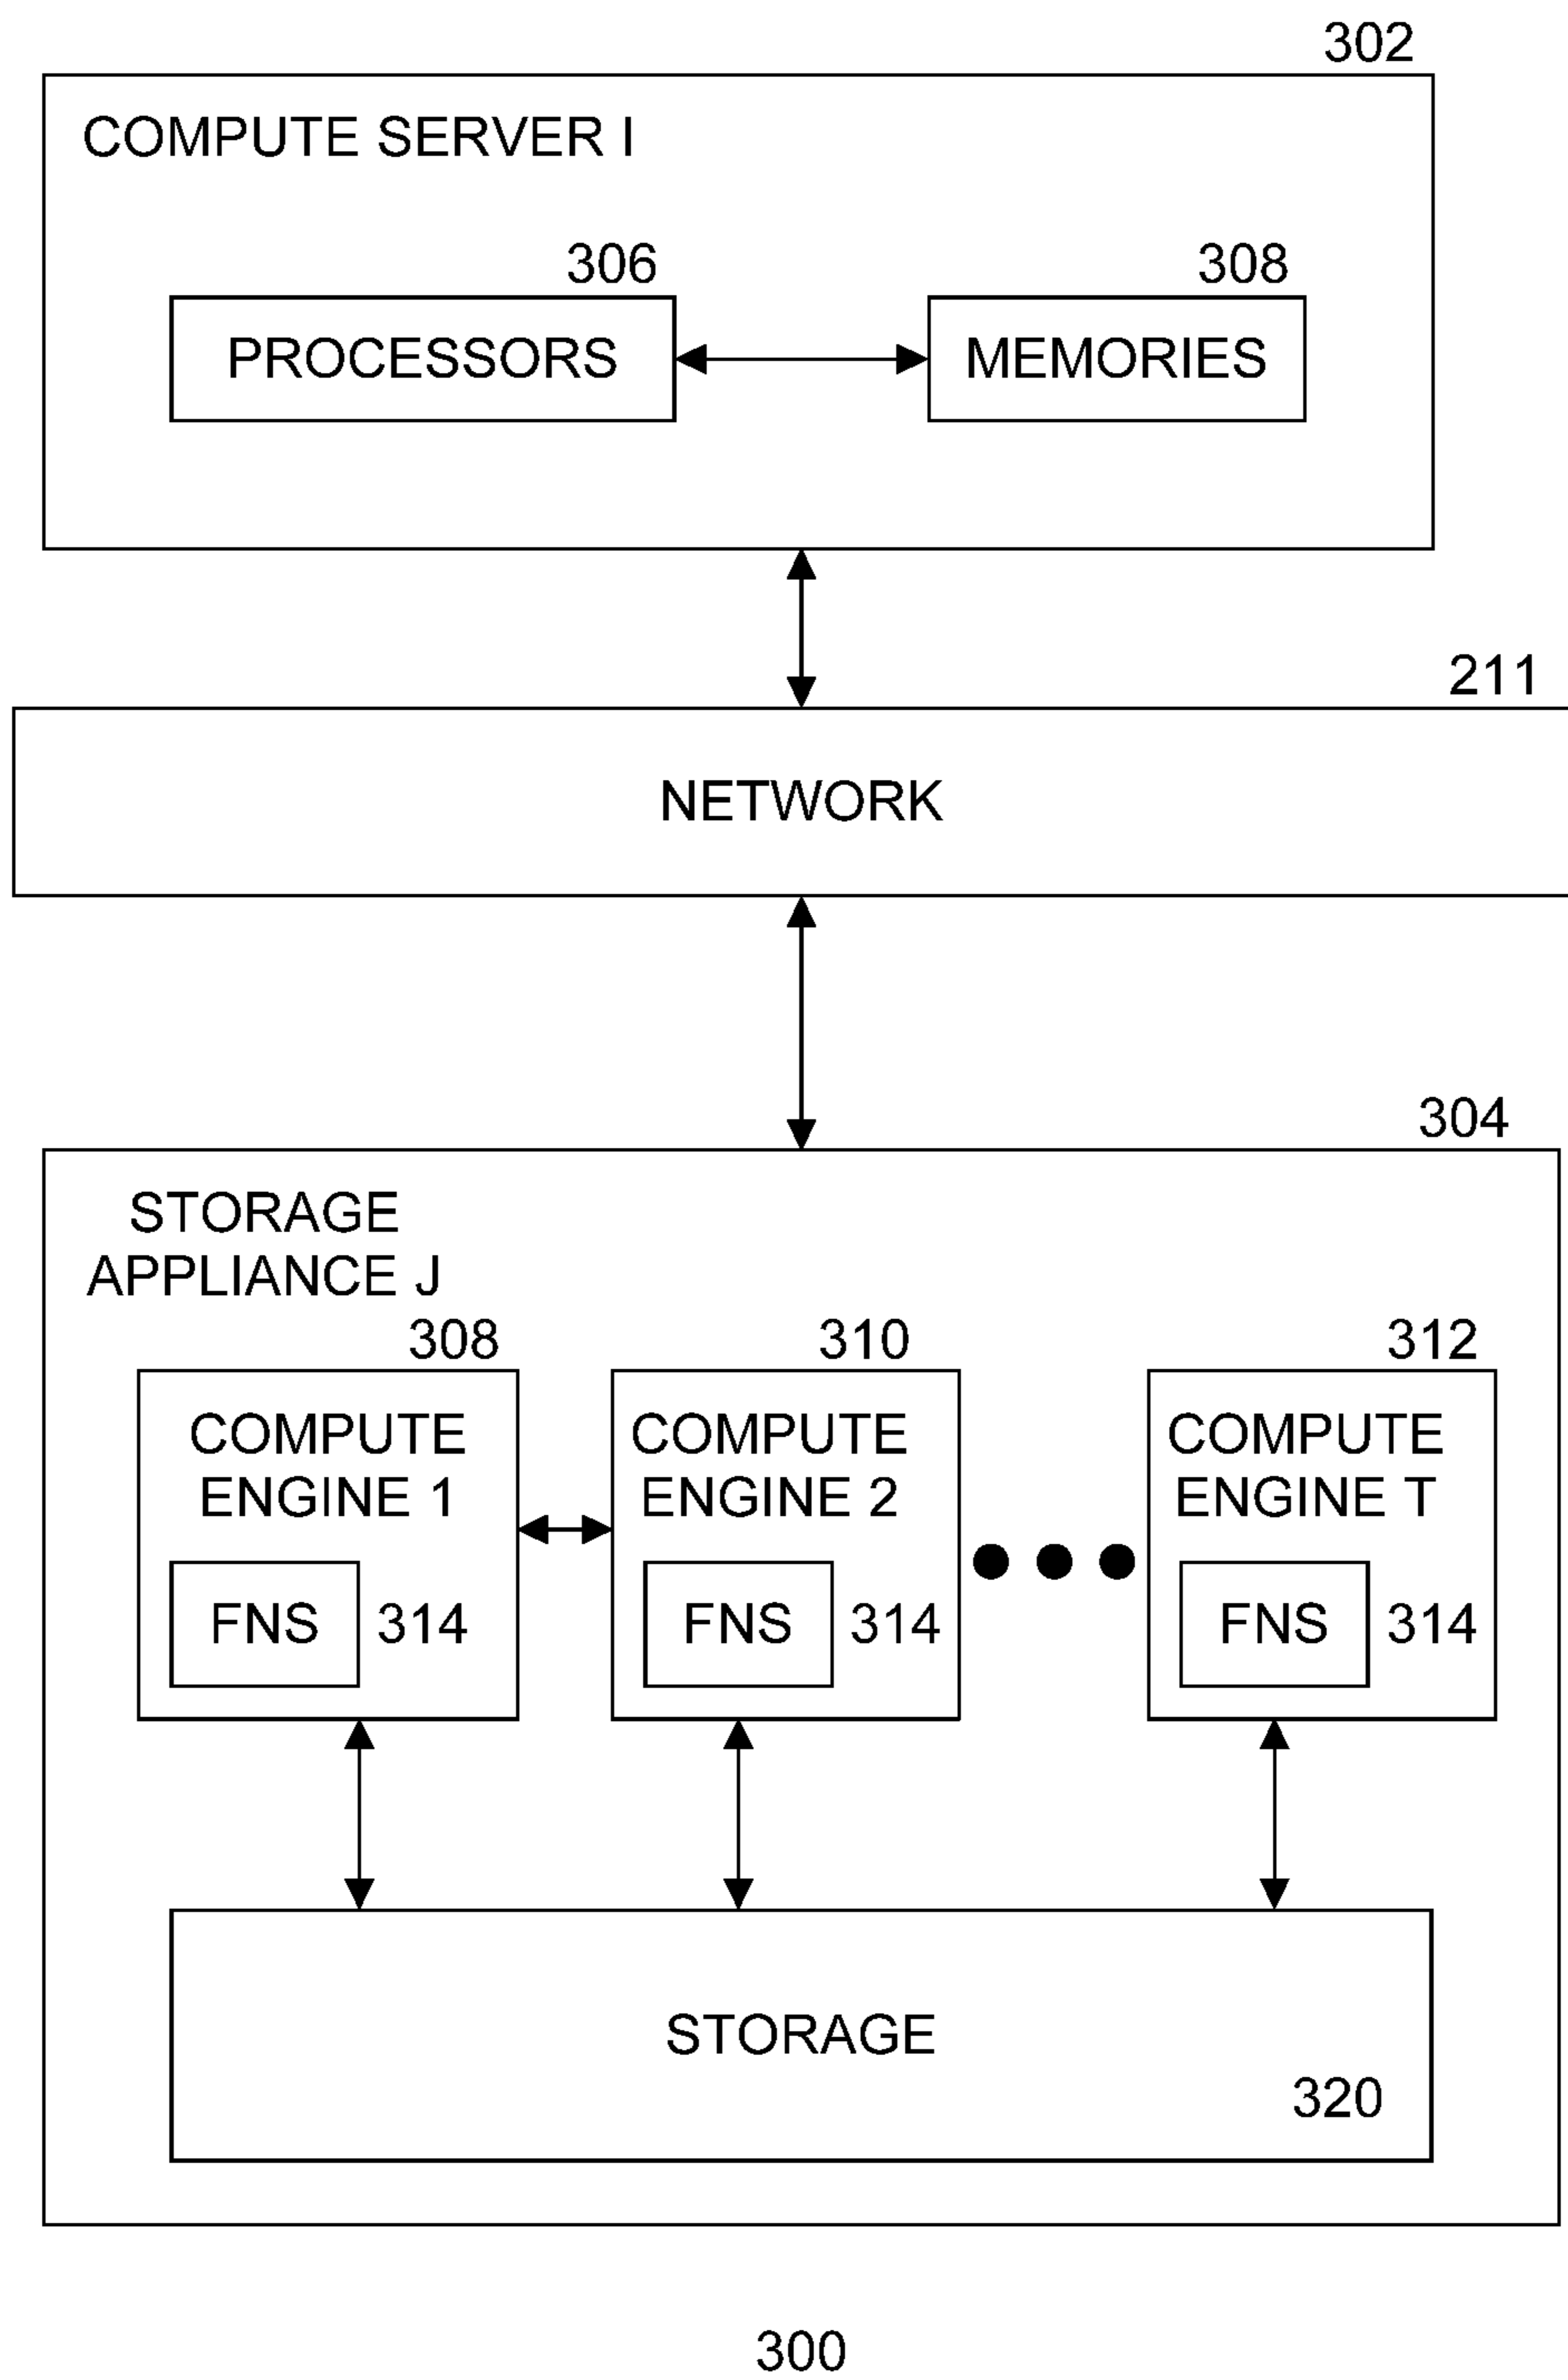 302
COMPUTE SERVER I
306
308
PROCESSORS
MEMORIES
211
NETWORK
304
STORAGE
APPLIANCE J
308
310
312
COMPUTE
ENGINE 1
COMPUTE
ENGINE 2
COMPUTE
ENGINE T
FNS
314
FNS
314
FNS
314
STORAGE
320
300